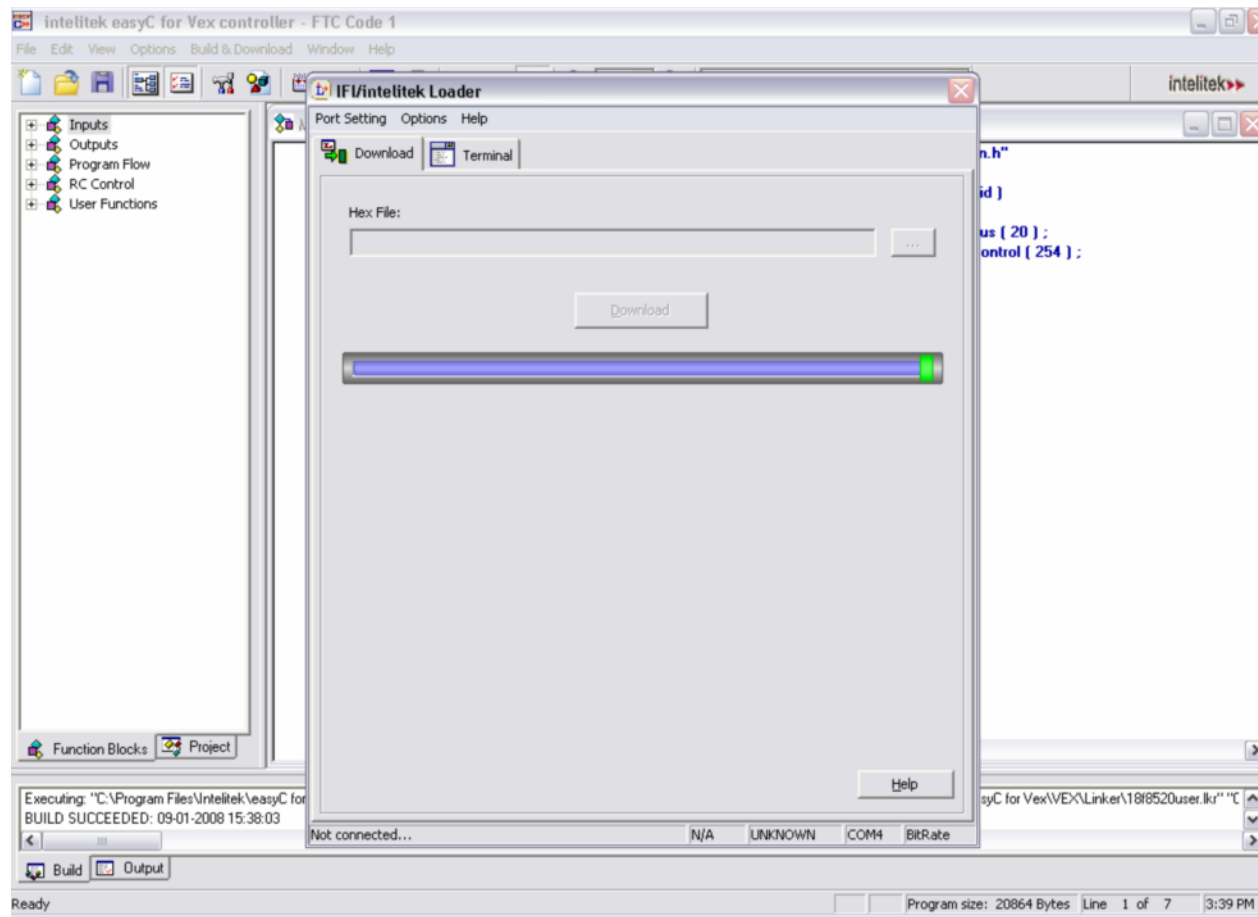 intelitek easyC for Vex controller - FTC Code 1
File Edit View Options Build & Download Window Help
intelitek
Inputs
Outputs
Program Flow
RC Control
User Functions
Function Blocks Project
IFI/intelitek Loader
Port Setting Options Help
Download Terminal
Hex File:
...
Download
Help
Not connected... N/A UNKNOWN COM4 BitRate
n.h"
id )
us ( 20 ) ;
ontrol ( 254 ) ;
Executing: "C:\Program Files\Intelitek\easyC for syC for Vex\VEX\Linker\18f8520user.lkr" "C
BUILD SUCCEEDED: 09-01-2008 15:38:03
Build Output
Ready Program size: 20864 Bytes Line 1 of 7 3:39 PM